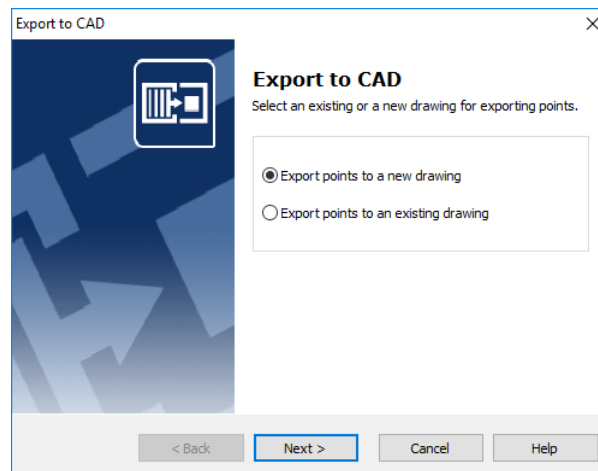 Export to CAD
Export to CAD
Select an existing or a new drawing for exporting points.
Export points to a new drawing
Export points to an existing drawing
< Back
Next >
Cancel
Help